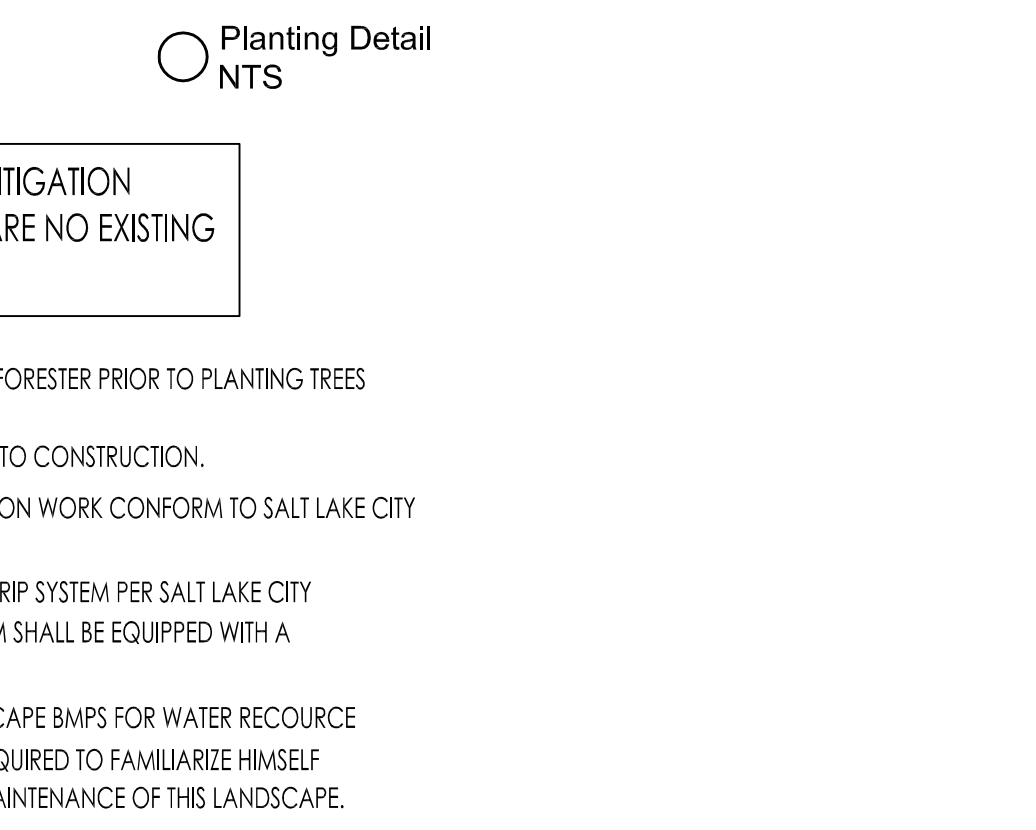 Planting Detail
NTS
TIGATION
ARE NO EXISTING
FORESTER PRIOR TO PLANTING TREES
TO CONSTRUCTION.
ON WORK CONFORM TO SALT LAKE CITY
RIP SYSTEM PER SALT LAKE CITY
M SHALL BE EQUIPPED WITH A
CAPE BMPS FOR WATER RECOURCE
QUIRED TO FAMILIARIZE HIMSELF
AINTENANCE OF THIS LANDSCAPE.